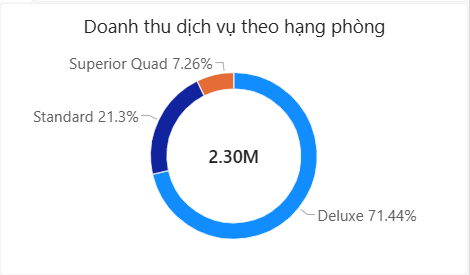 Doanh thu dịch vụ theo hạng phòng
Superior Quad 7.26%
Standard 21.3%
2.30M
Deluxe 71.44%